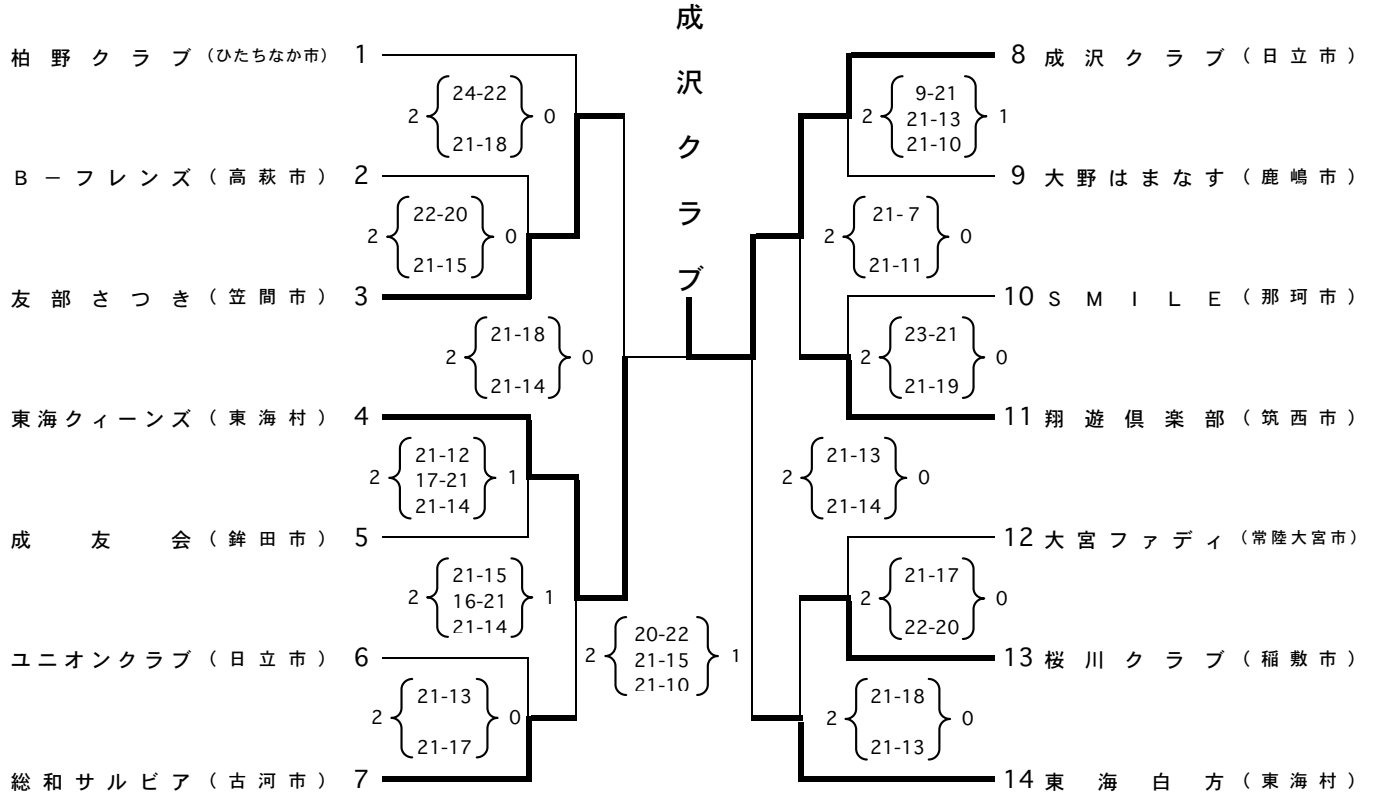 成沢クラブ
柏野クラブ（ひたちなか市） 1
2 24-22 21-18 0
B－フレンズ（高萩市） 2
2 22-20 21-15 0
友部さつき（笠間市） 3
2 21-18 21-14 0
東海クィーンズ（東海村） 4
2 21-12 17-21 21-14 1
成友会（鉾田市） 5
2 21-15 16-21 21-14 1
ユニオンクラブ（日立市） 6
2 21-13 21-17 0
総和サルビア（古河市） 7
2 20-22 21-15 21-10 1
8 成沢クラブ（日立市）
2 9-21 21-13 21-10 1
9 大野はまなす（鹿嶋市）
2 21-7 21-11 0
10 SMILE（那珂市）
2 23-21 21-19 0
11 翔遊倶楽部（筑西市）
2 21-13 21-14 0
12 大宮ファディ（常陸大宮市）
2 21-17 22-20 0
13 桜川クラブ（稲敷市）
2 21-18 21-13 0
14 東海白方（東海村）